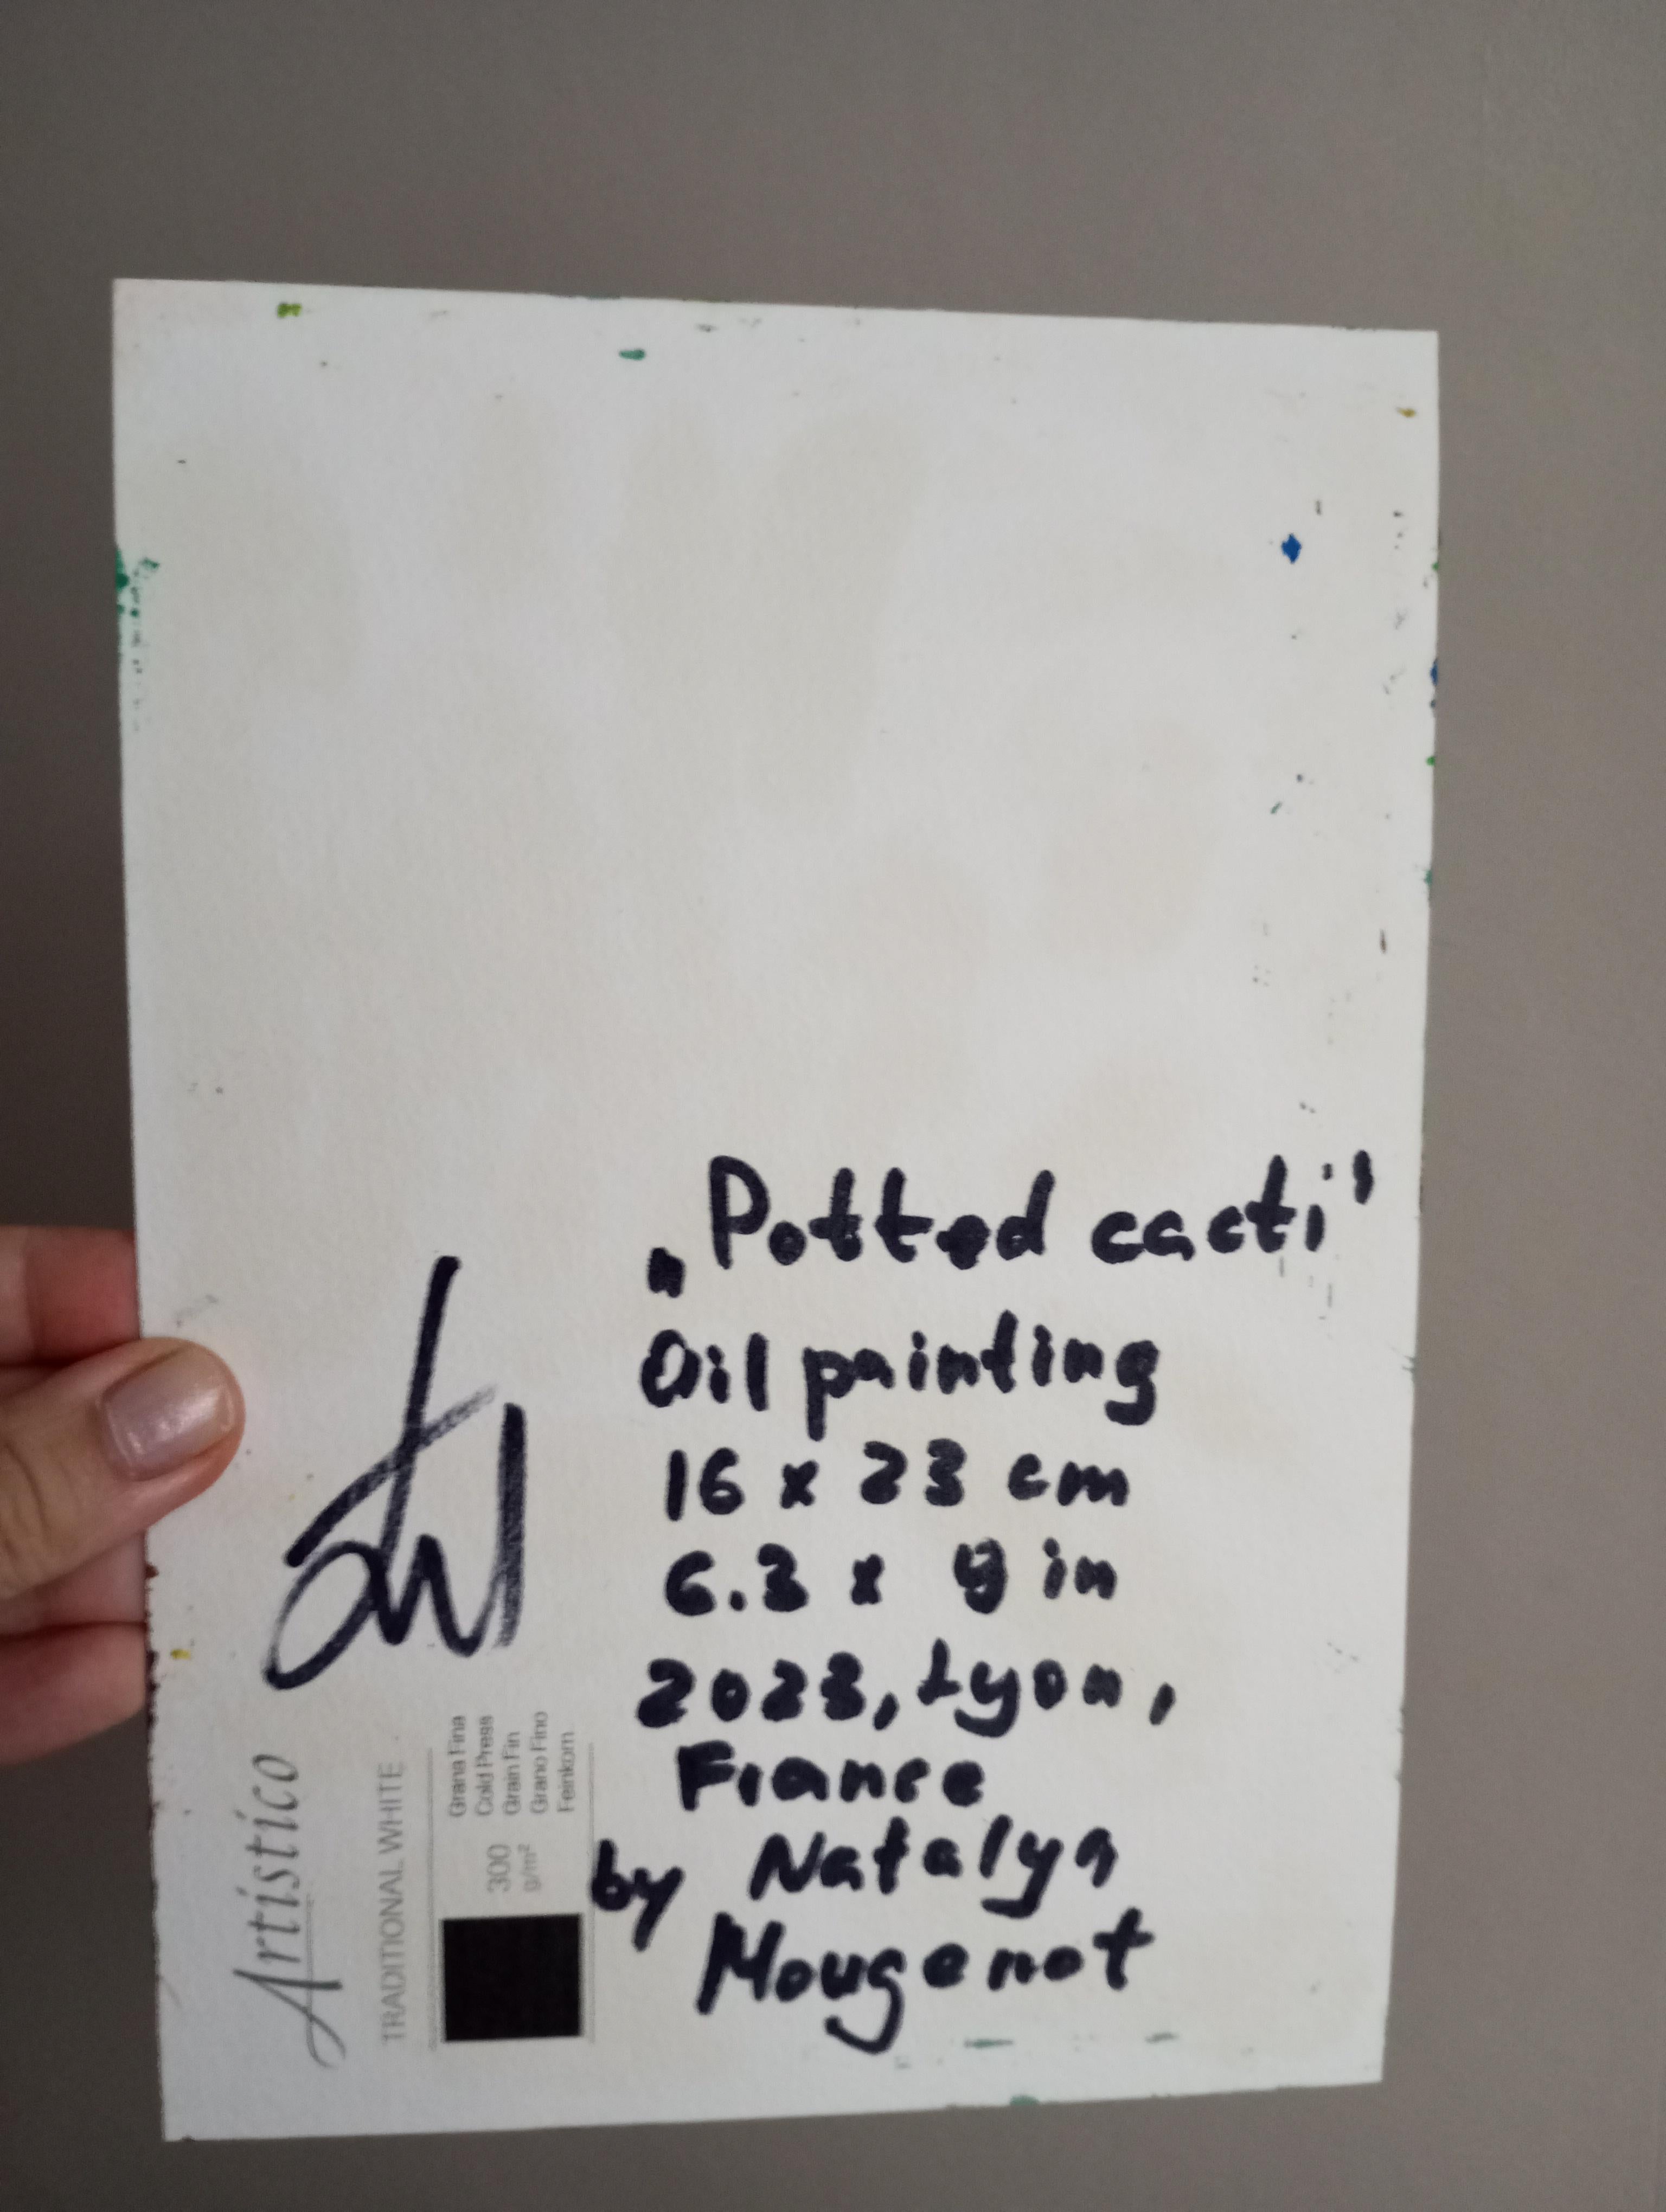 „Potted cacti"
Oil painting
16 x 23 cm
6.3 x 9 in
2023, Lyon,
France
by Natalya
Mougenot
Artistico
TRADITIONAL WHITE
300
g/m²
Grana Fina
Cold Press
Grain Fin
Grano Fino
Feinkorn